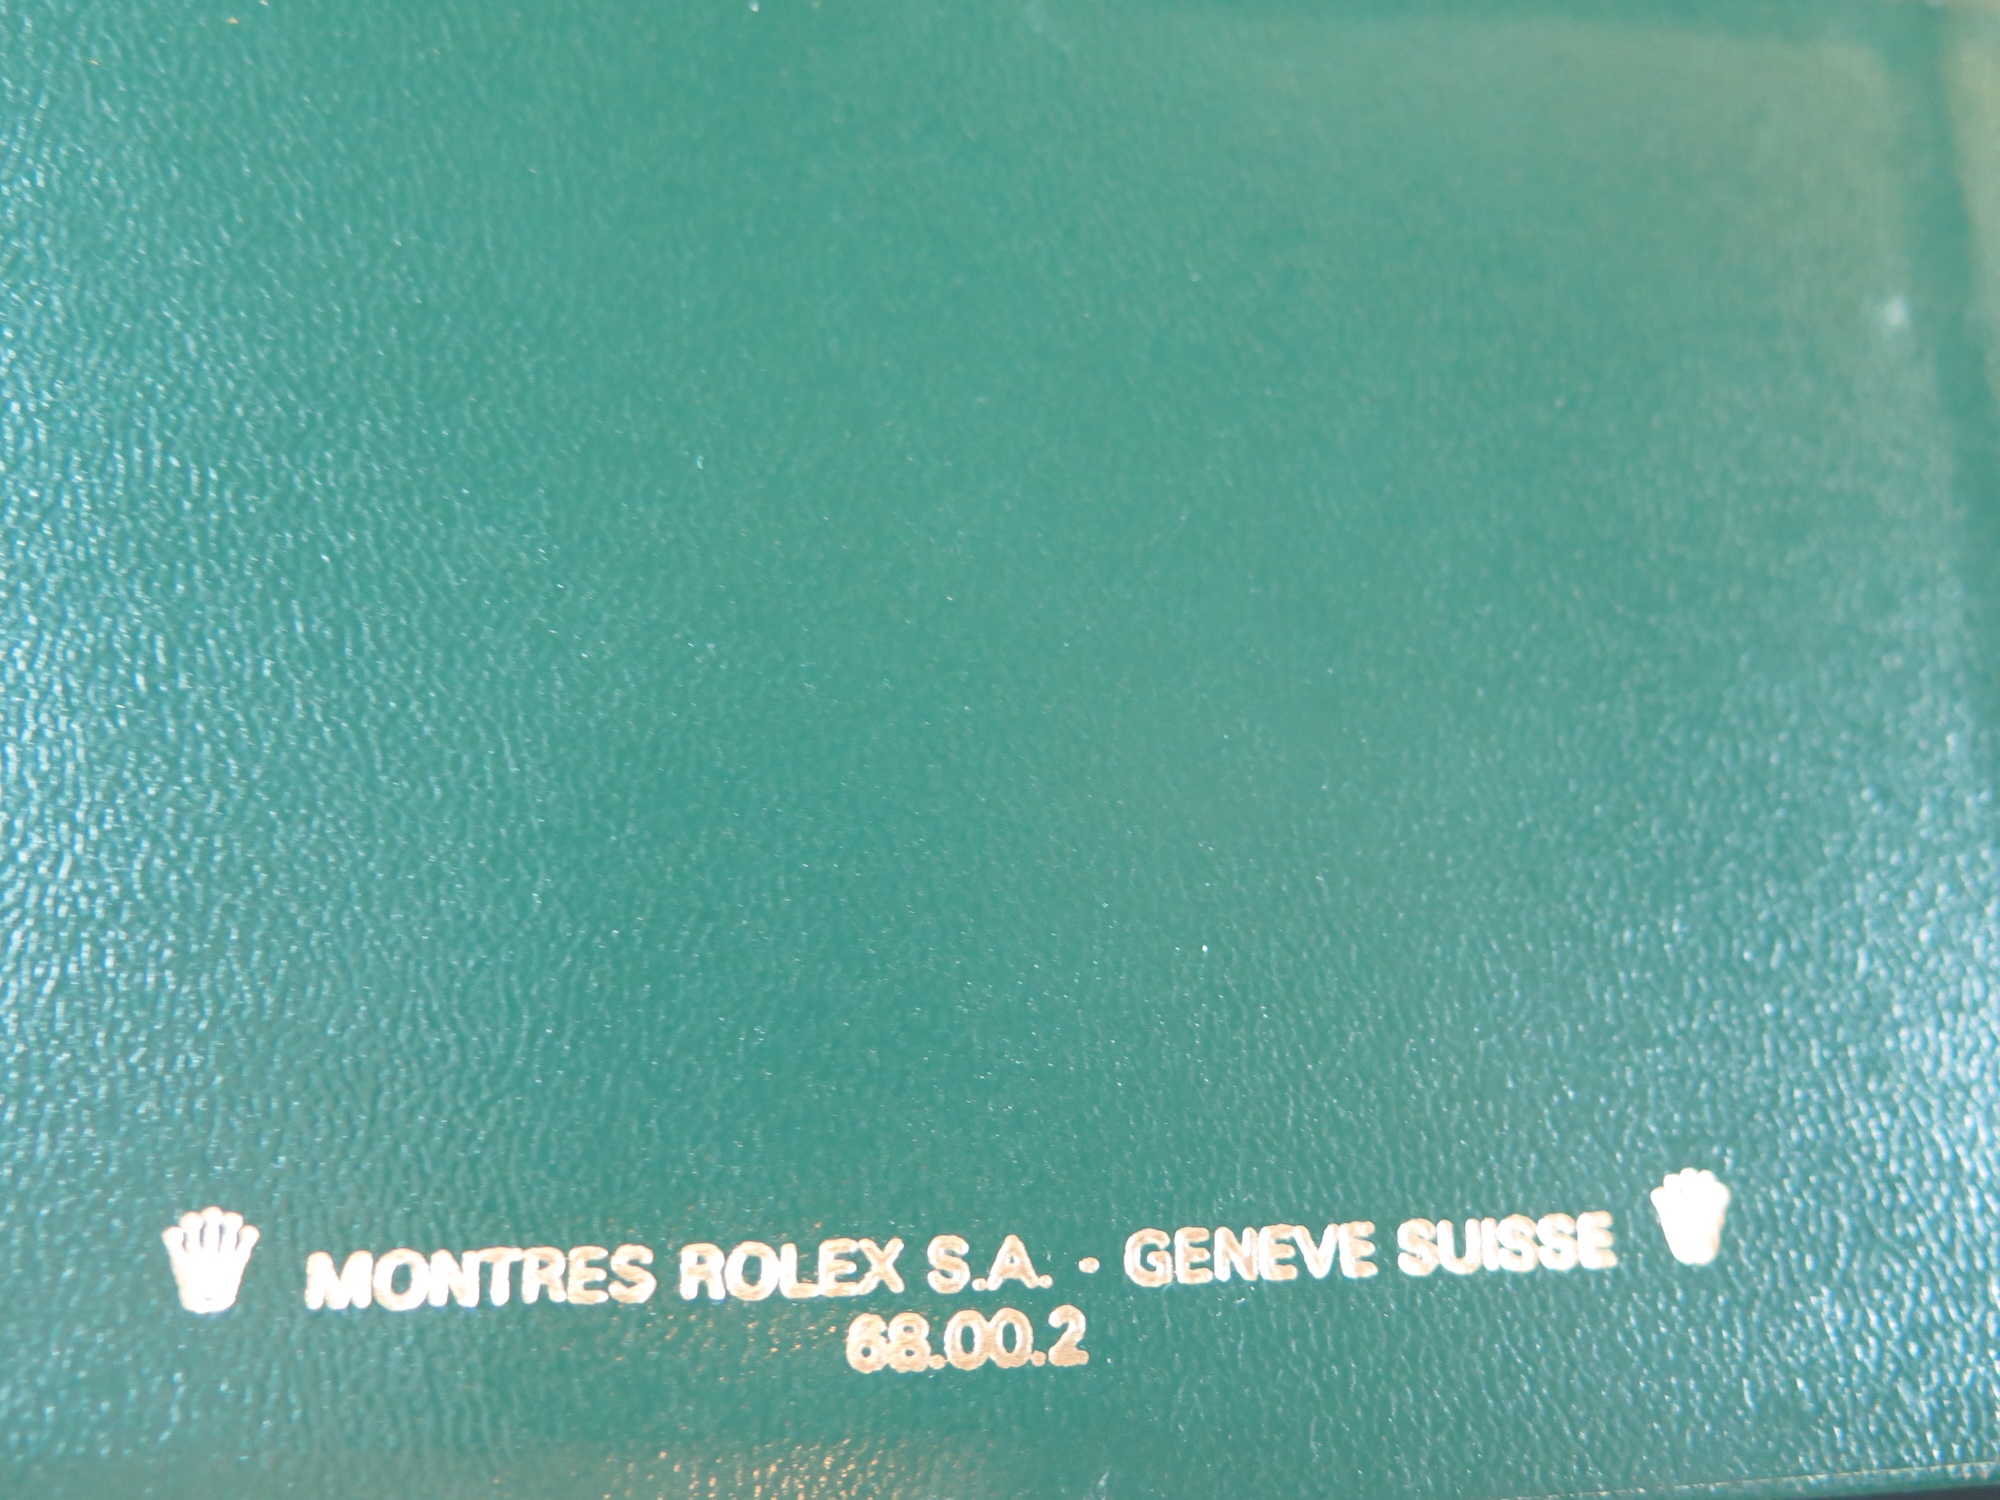 MONTRES ROLEX S.A. · GENEVE SUISSE
68.00.2